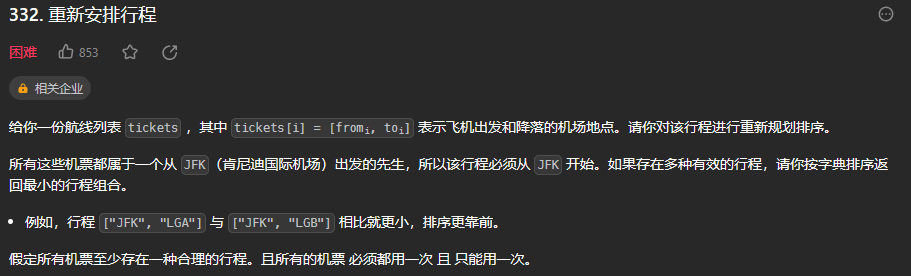 332. 重新安排行程
困难 853
相关企业
给你一份航线列表 tickets ，其中 tickets[i] = [fromi, toi] 表示飞机出发和降落的机场地点。请你对该行程进行重新规划排序。
所有这些机票都属于一个从 JFK（肯尼迪国际机场）出发的先生，所以该行程必须从 JFK 开始。如果存在多种有效的行程，请你按字典排序返
回最小的行程组合。
• 例如，行程 ["JFK", "LGA"] 与 ["JFK", "LGB"] 相比就更小，排序更靠前。
假定所有机票至少存在一种合理的行程。且所有的机票 必须都用一次 且 只能用一次。